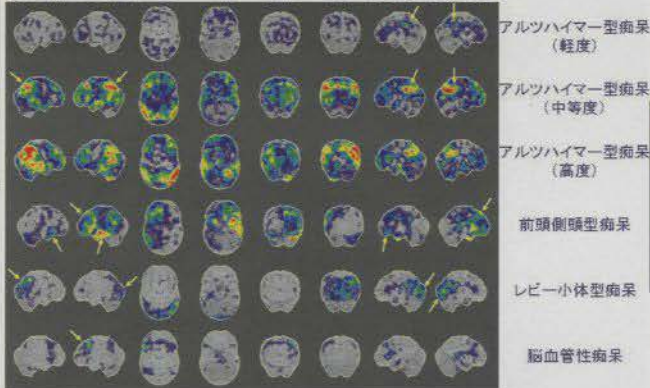 アルツハイマー型痴呆
(軽度)
アルツハイマー型痴呆
(中等度)
アルツハイマー型痴呆
(高度)
前頭側頭型痴呆
レビー小体型痴呆
脳血管性痴呆